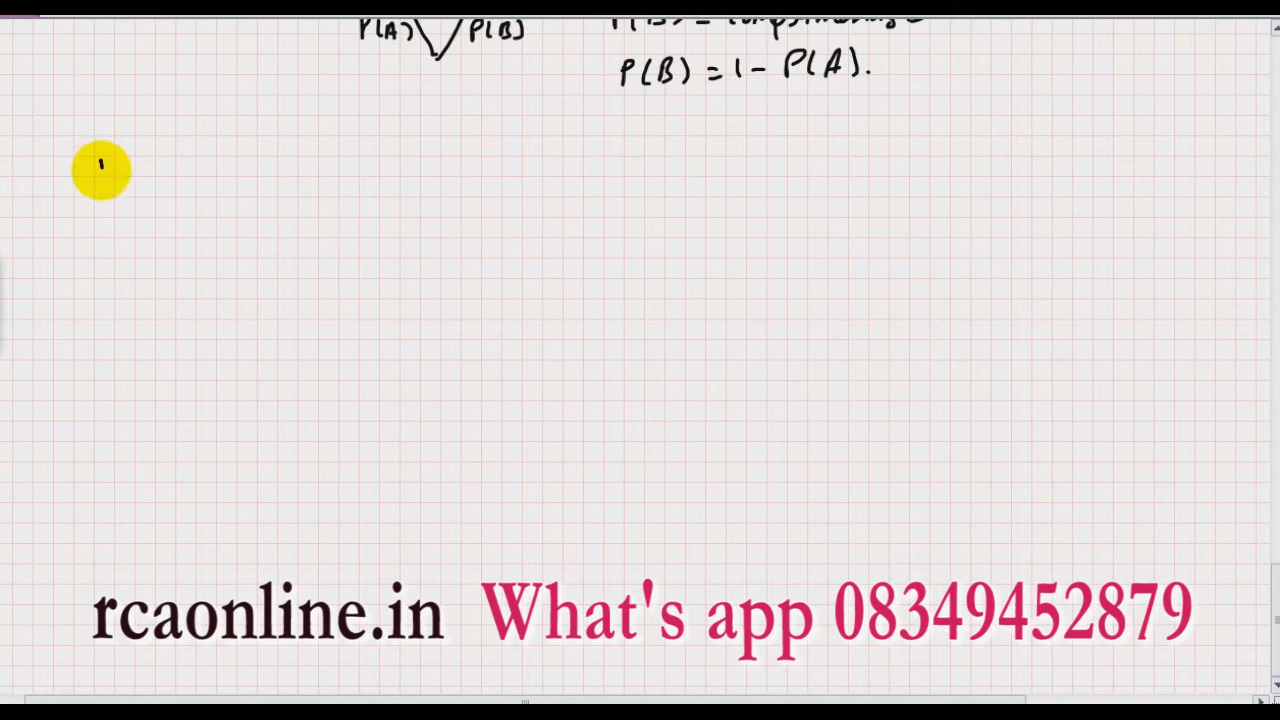 P(A) P(B)
P(B) = 1 - P(A).
rcaonline.in What's app 08349452879